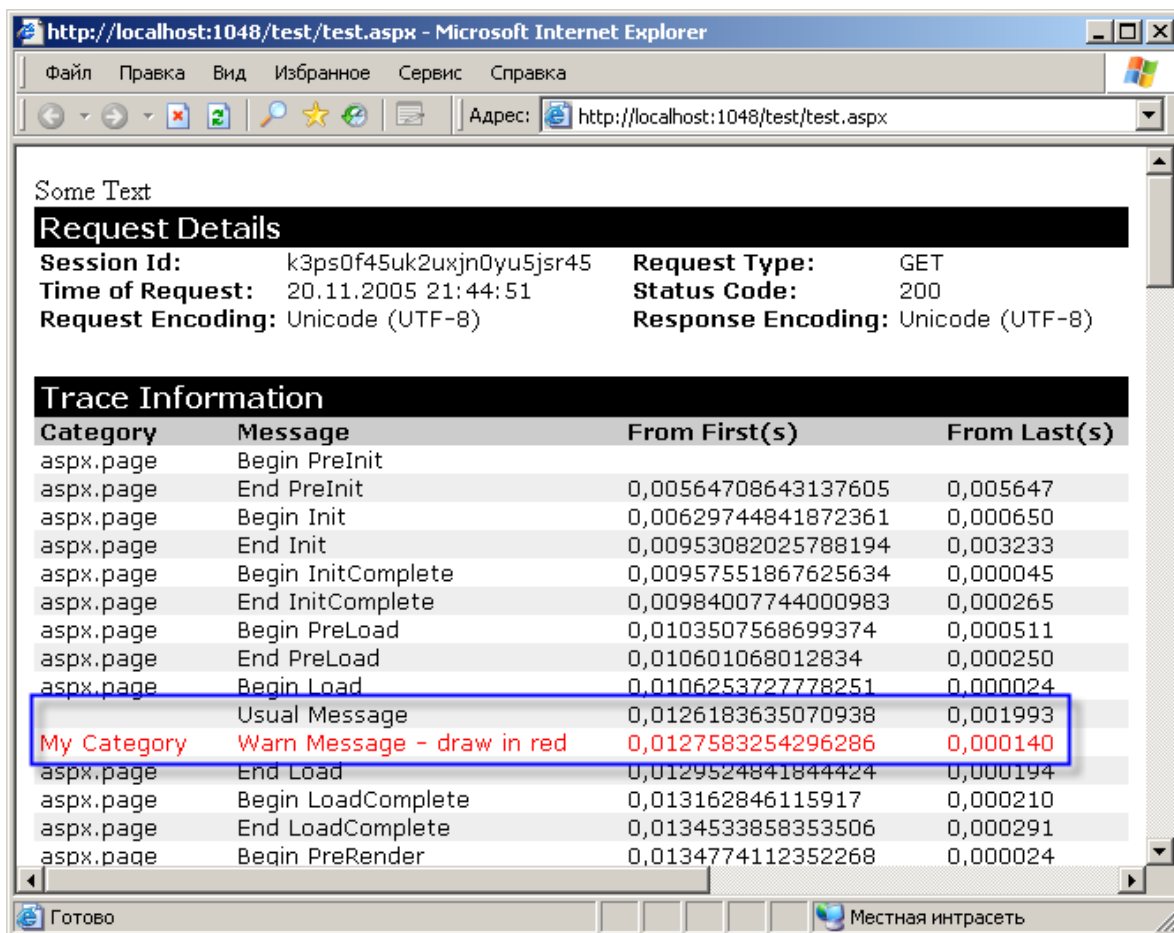 http://localhost:1048/test/test.aspx - Microsoft Internet Explorer
Файл Правка Вид Избранное Сервис Справка
Адрес: http://localhost:1048/test/test.aspx
Some Text
Request Details
Session Id: k3ps0f45uk2uxjn0yu5jsr45 Request Type: GET
Time of Request: 20.11.2005 21:44:51 Status Code: 200
Request Encoding: Unicode (UTF-8) Response Encoding: Unicode (UTF-8)
Trace Information
Category Message From First(s) From Last(s)
aspx.page Begin PreInit
aspx.page End PreInit 0,00564708643137605 0,005647
aspx.page Begin Init 0,00629744841872361 0,000650
aspx.page End Init 0,00953082025788194 0,003233
aspx.page Begin InitComplete 0,00957551867625634 0,000045
aspx.page End InitComplete 0,00984007744000983 0,000265
aspx.page Begin PreLoad 0,0103507568699374 0,000511
aspx.page End PreLoad 0,010601068012834 0,000250
aspx.page Begin Load 0,0106253727778251 0,000024
Usual Message 0,0126183635070938 0,001993
My Category Warn Message - draw in red 0,0127583254296286 0,000140
aspx.page End Load 0,0129524841844424 0,000194
aspx.page Begin LoadComplete 0,013162846115917 0,000210
aspx.page End LoadComplete 0,0134533858353506 0,000291
aspx.page Begin PreRender 0,0134774112352268 0,000024
Готово Местная интрасеть